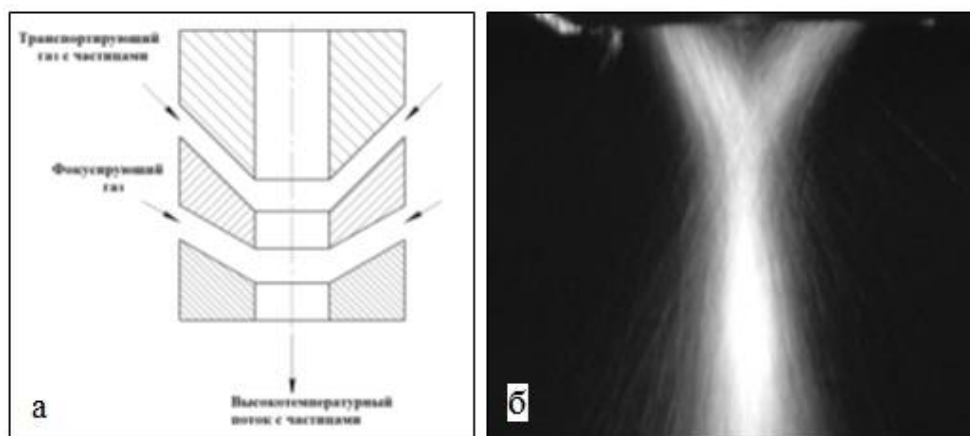 Транспортирующий
газ с частицами
Фокусирующий
газ
Высокотемпературный
поток с частицами
а
б